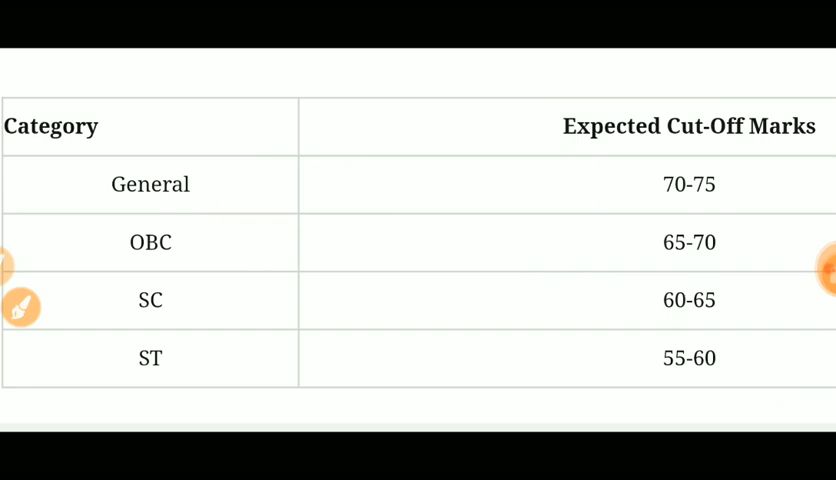 Category Expected Cut-Off Marks
General 70-75
OBC 65-70
SC 60-65
ST 55-60